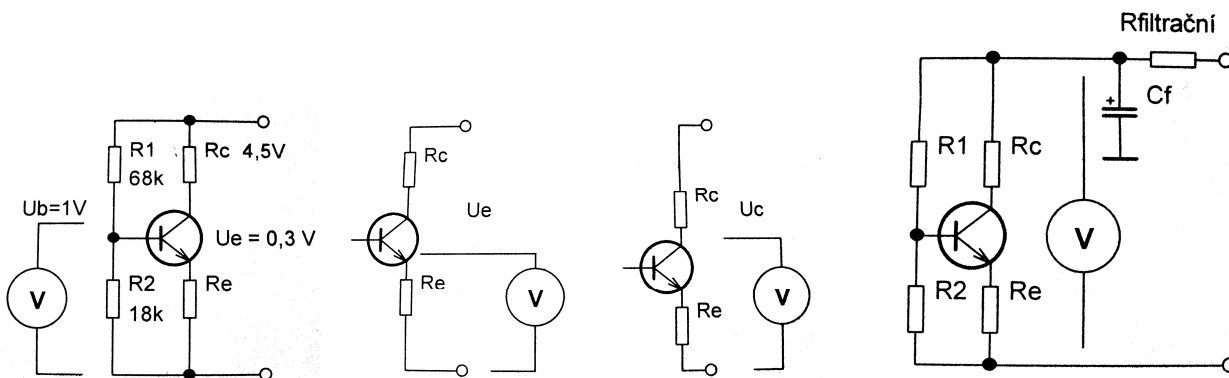 R1
68k
Rc 4,5V
Ub=1V
Ue = 0,3 V
V
R2
18k
Re
Rc
Ue
Re
V
Rc
Uc
Re
V
Rfiltrační
+
Cf
R1
Rc
V
R2
Re